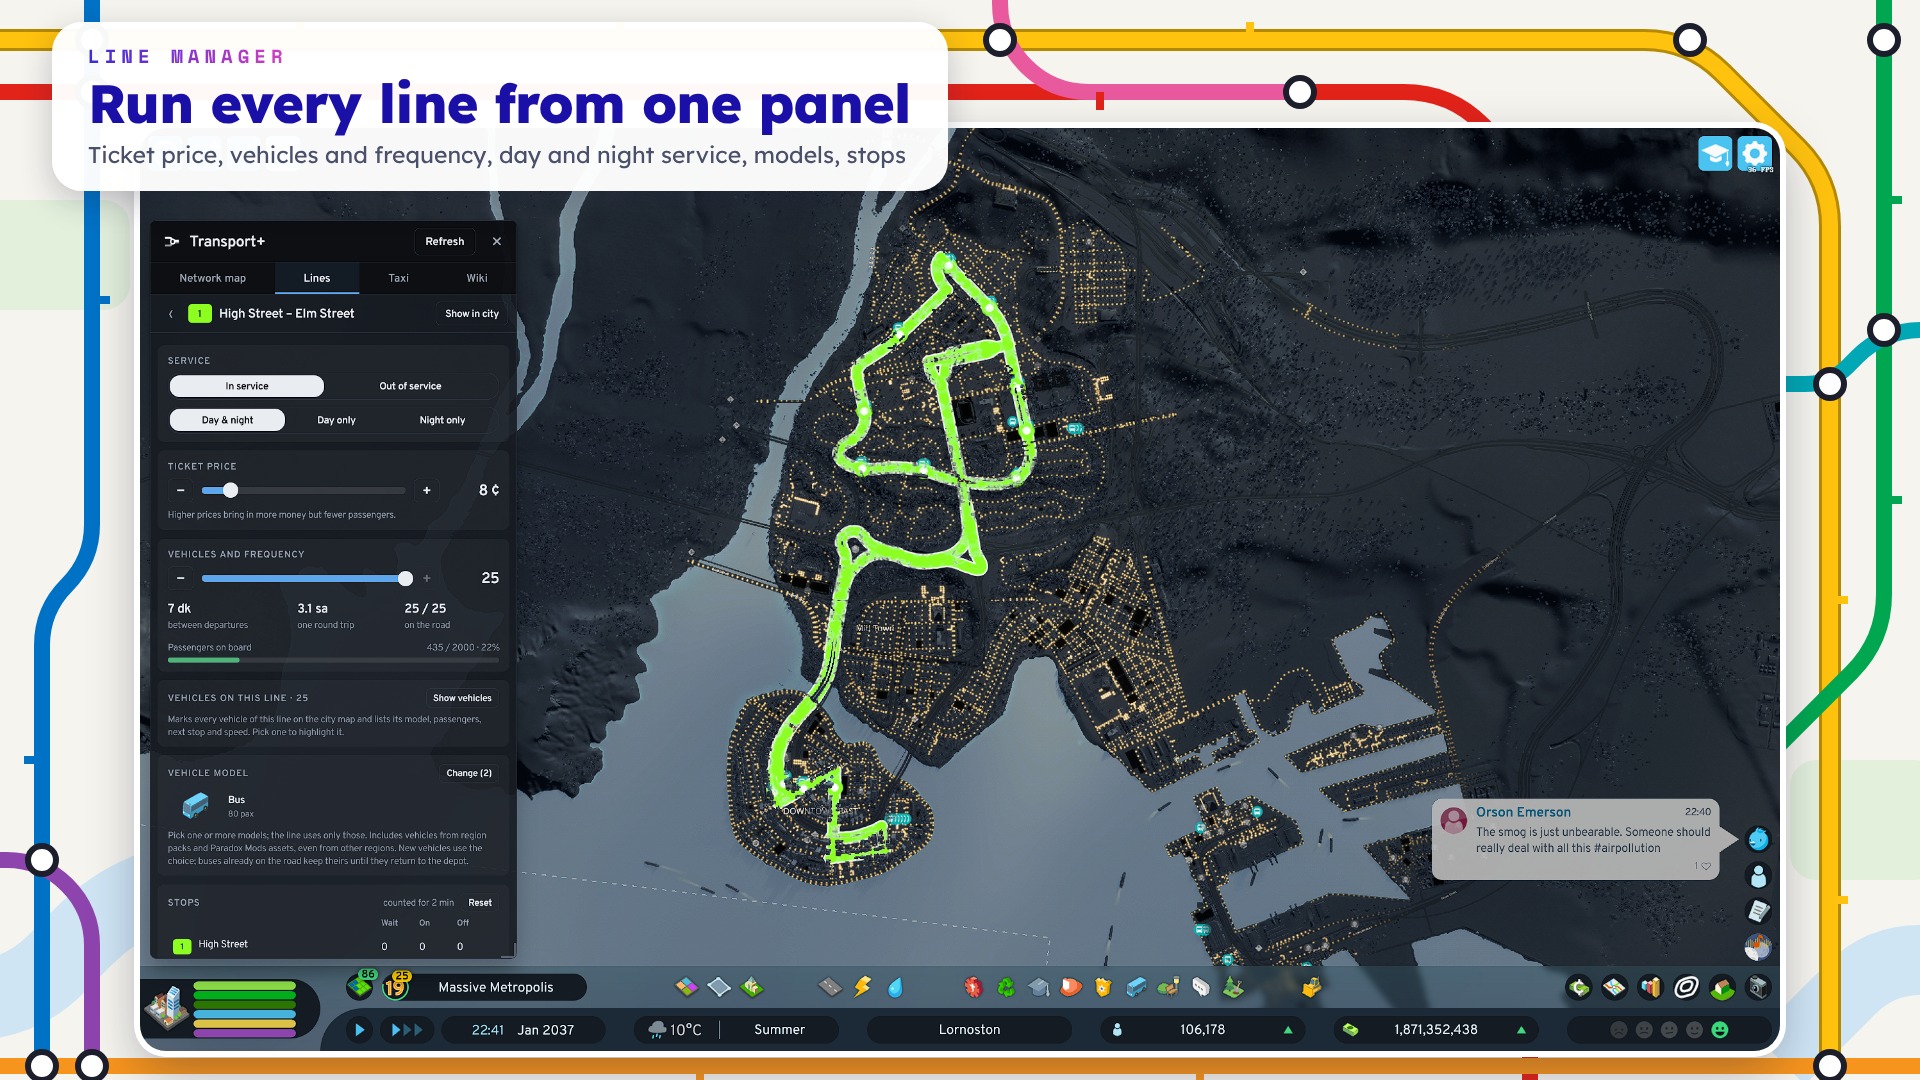 LINE MANAGER
Run every line from one panel
Ticket price, vehicles and frequency, day and night service, models, stops
36 FPS
Transport+
Refresh
Network map
Lines
Taxi
Wiki
1
High Street – Elm Street
Show in city
SERVICE
In service
Out of service
Day & night
Day only
Night only
TICKET PRICE
8 ¢
Higher prices bring in more money but fewer passengers.
VEHICLES AND FREQUENCY
25
7 dk
3.1 sa
25 / 25
between departures
one round trip
on the road
Passengers on board
435 / 2000 · 22%
VEHICLES ON THIS LINE · 25
Show vehicles
Marks every vehicle of this line on the city map and lists its model, passengers,
next stop and speed. Pick one to highlight it.
VEHICLE MODEL
Change (2)
Bus
80 pax
Pick one or more models; the line uses only those. Includes vehicles from region
packs and Paradox Mods assets, even from other regions. New vehicles use the
choice; buses already on the road keep theirs until they return to the depot.
STOPS
counted for 2 min
Reset
Wait
On
Off
1
High Street
0
0
0
Orson Emerson
22:40
The smog is just unbearable. Someone should
really deal with all this #airpollution
1
86
25
19
Massive Metropolis
22:41
Jan 2037
10°C
Summer
Lornoston
106,178
1,871,352,438